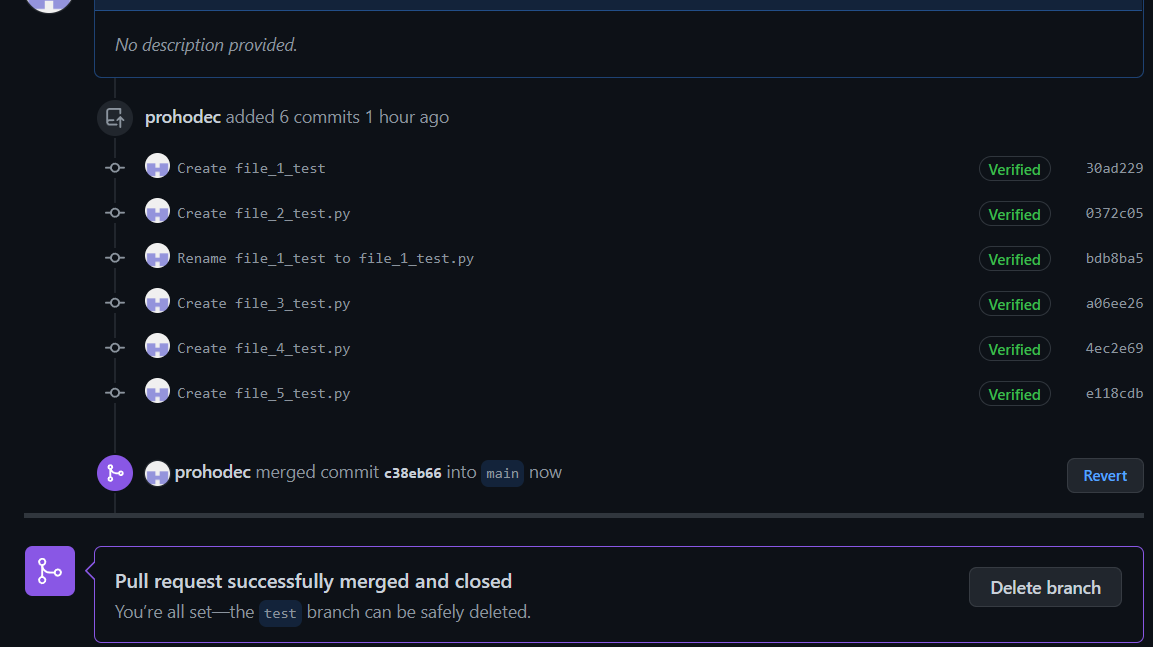 No description provided.
prohodec added 6 commits 1 hour ago
Create file_1_test Verified 30ad229
Create file_2_test.py Verified 0372c05
Rename file_1_test to file_1_test.py Verified bdb8ba5
Create file_3_test.py Verified a06ee26
Create file_4_test.py Verified 4ec2e69
Create file_5_test.py Verified e118cdb
prohodec merged commit c38eb66 into main now Revert
Pull request successfully merged and closed
You’re all set—the test branch can be safely deleted.
Delete branch